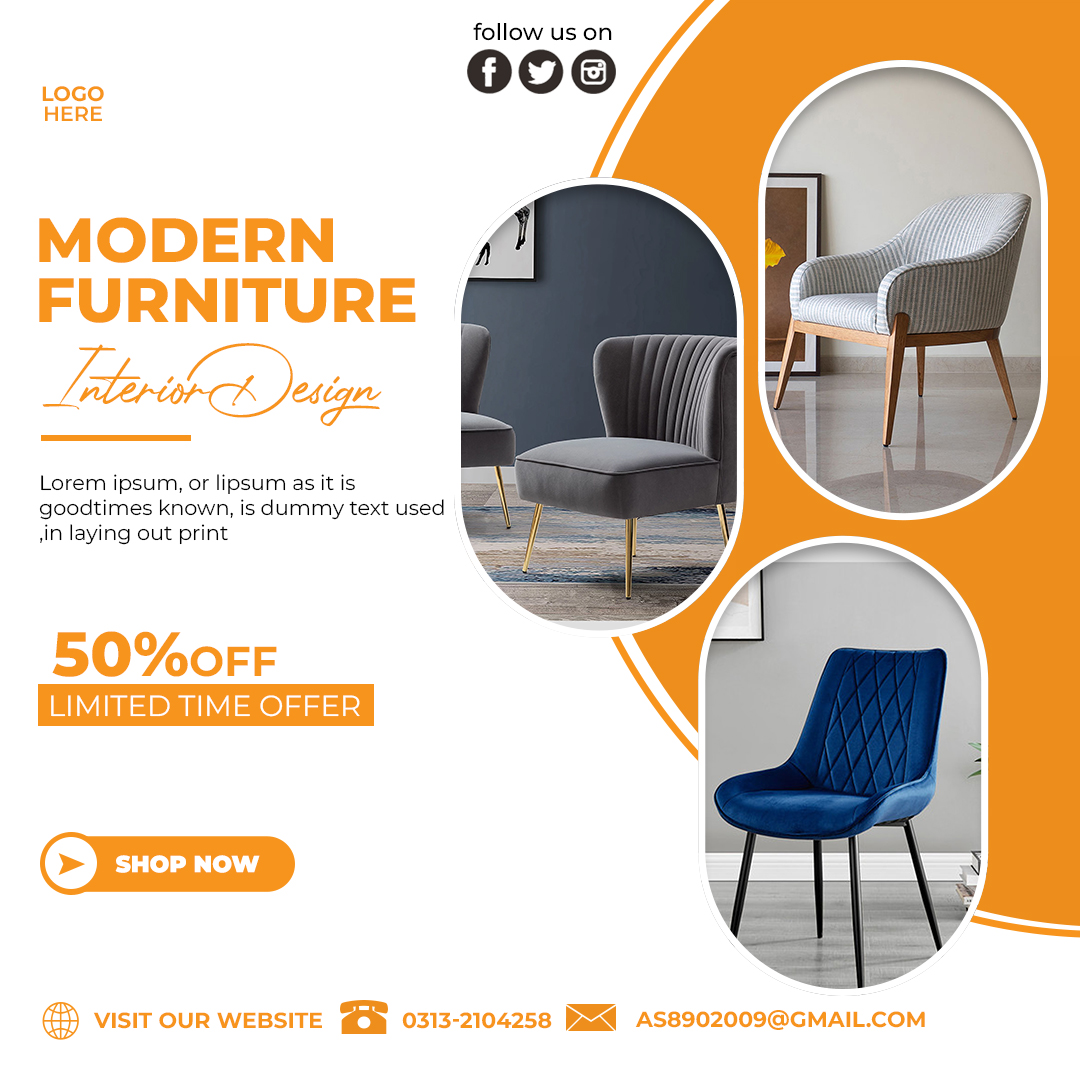 follow us on
LOGO
HERE
MODERN
FURNITURE
Interior Design
Lorem ipsum, or lipsum as it is
goodtimes known, is dummy text used
,in laying out print
50%OFF
LIMITED TIME OFFER
SHOP NOW
VISIT OUR WEBSITE
0313-2104258
AS8902009@GMAIL.COM